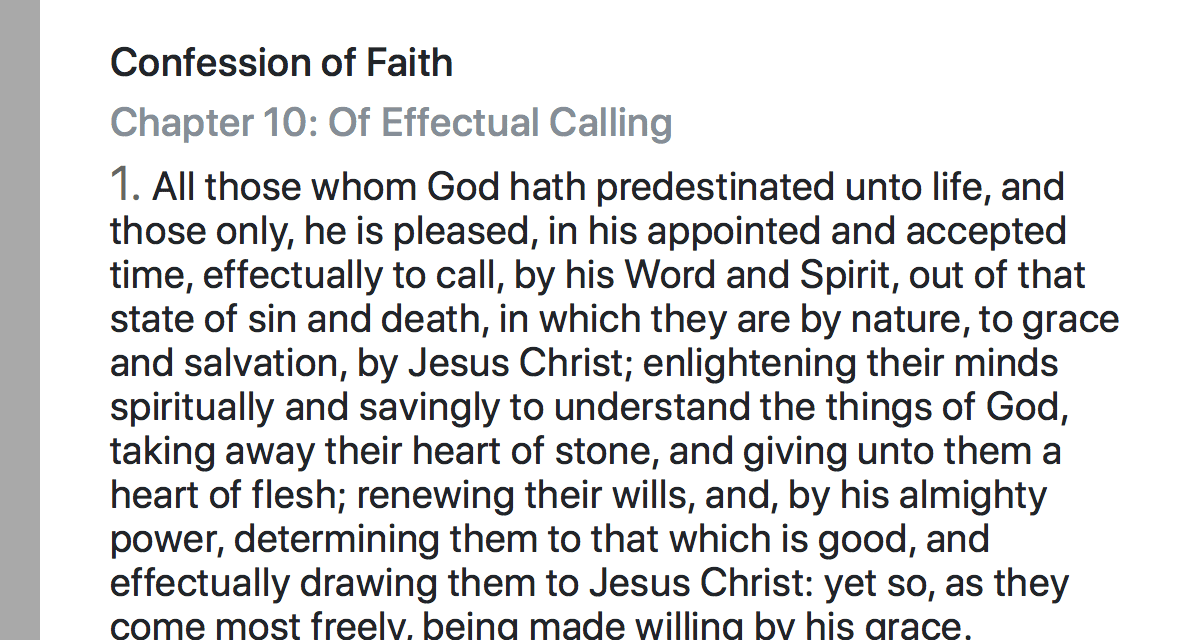 Confession of Faith
Chapter 10: Of Effectual Calling
1. All those whom God hath predestinated unto life, and
those only, he is pleased, in his appointed and accepted
time, effectually to call, by his Word and Spirit, out of that
state of sin and death, in which they are by nature, to grace
and salvation, by Jesus Christ; enlightening their minds
spiritually and savingly to understand the things of God,
taking away their heart of stone, and giving unto them a
heart of flesh; renewing their wills, and, by his almighty
power, determining them to that which is good, and
effectually drawing them to Jesus Christ: yet so, as they
come most freely, being made willing by his grace.